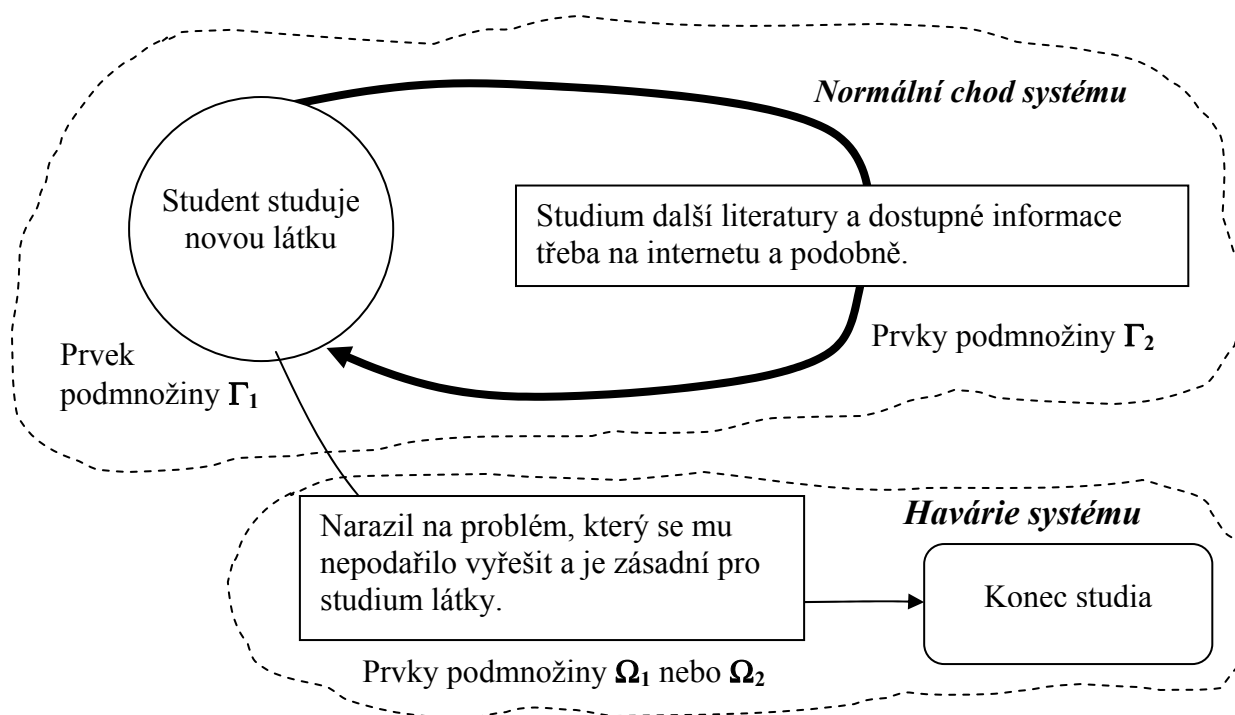 Normální chod systému
Student studuje
novou látku
Studium další literatury a dostupné informace
třeba na internetu a podobně.
Prvky podmnožiny Γ₂
Prvek
podmnožiny Γ₁
Havárie systému
Narazil na problém, který se mu
nepodařilo vyřešit a je zásadní pro
studium látky.
Konec studia
Prvky podmnožiny Ω₁ nebo Ω₂